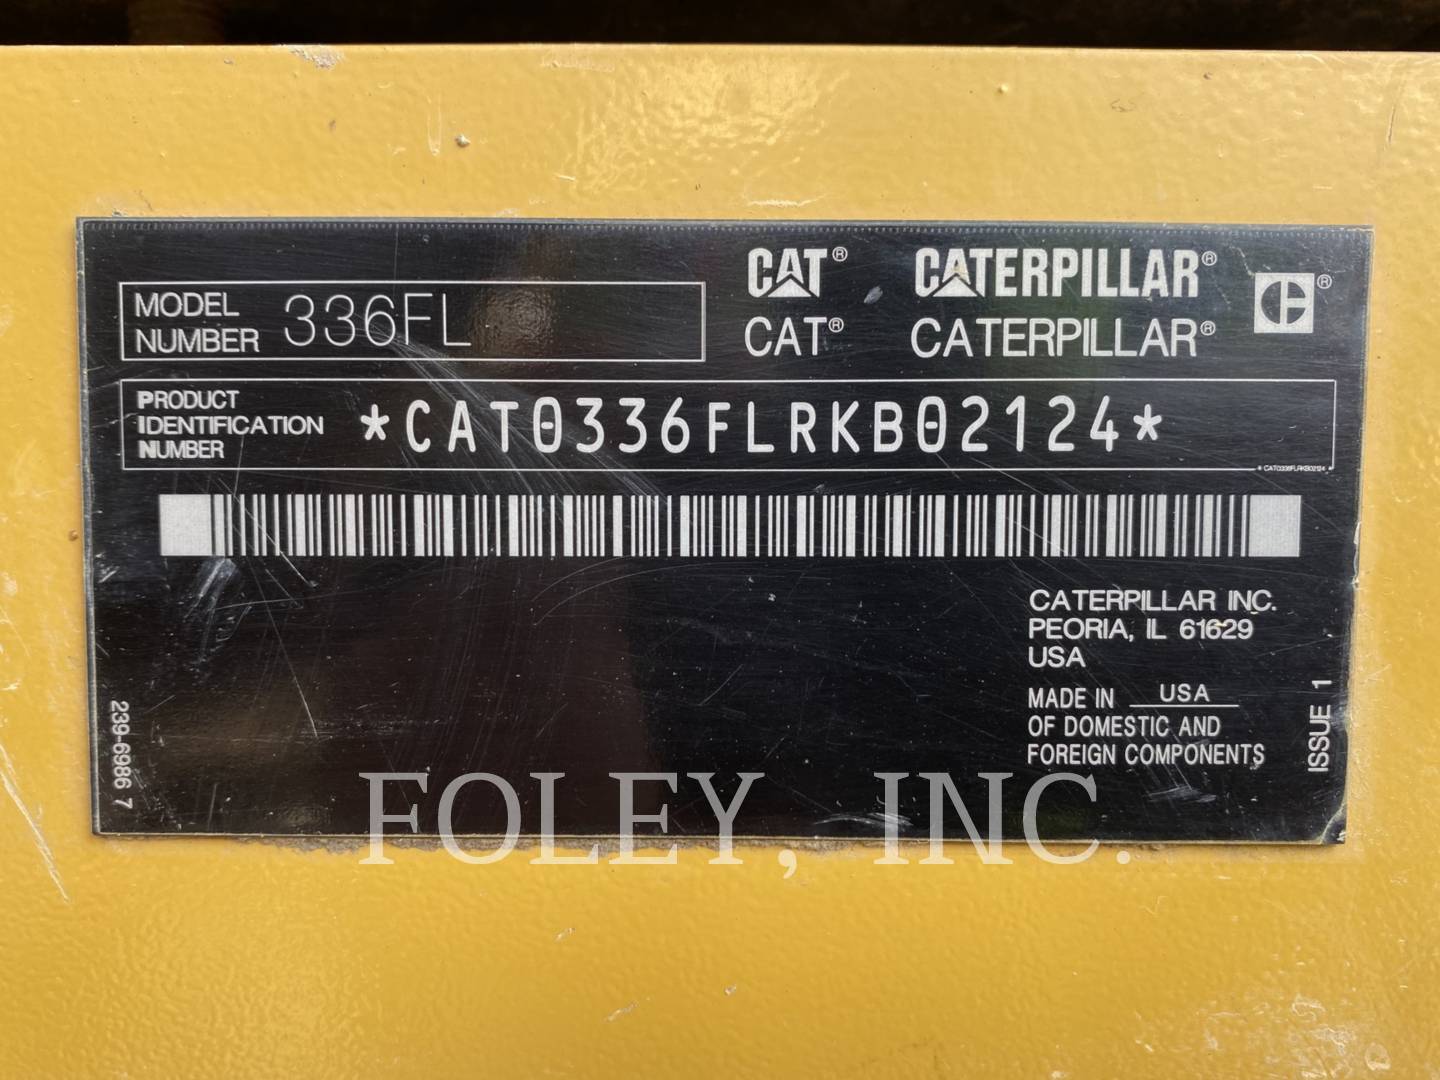 CAT® CATERPILLAR®
CAT® CATERPILLAR®
MODEL
NUMBER 336FL
PRODUCT
IDENTIFICATION
NUMBER
*CAT0336FLRKB02124*
*CAT0336FLRKB02124*
CATERPILLAR INC.
PEORIA, IL 61629
USA
MADE IN USA
OF DOMESTIC AND
FOREIGN COMPONENTS
ISSUE 1
239-6986 7
FOLEY, INC.